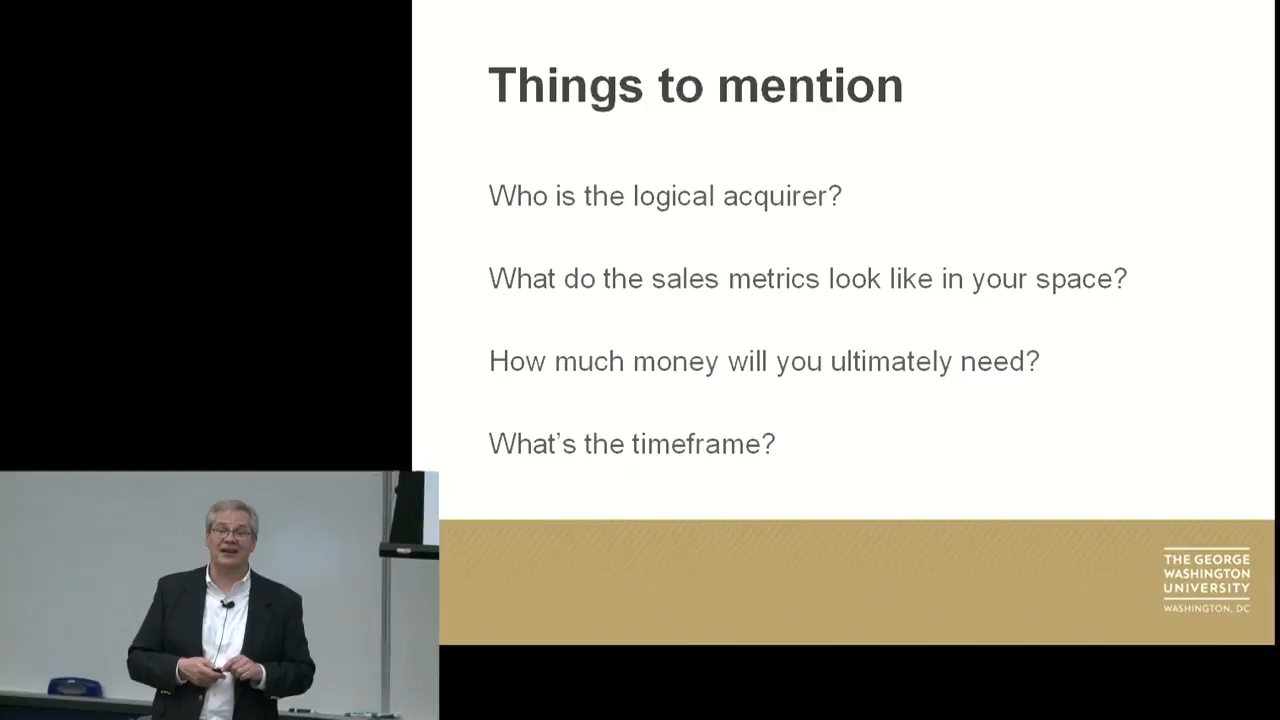 Things to mention
Who is the logical acquirer?
What do the sales metrics look like in your space?
How much money will you ultimately need?
What's the timeframe?
THE GEORGE
WASHINGTON
UNIVERSITY
WASHINGTON, DC